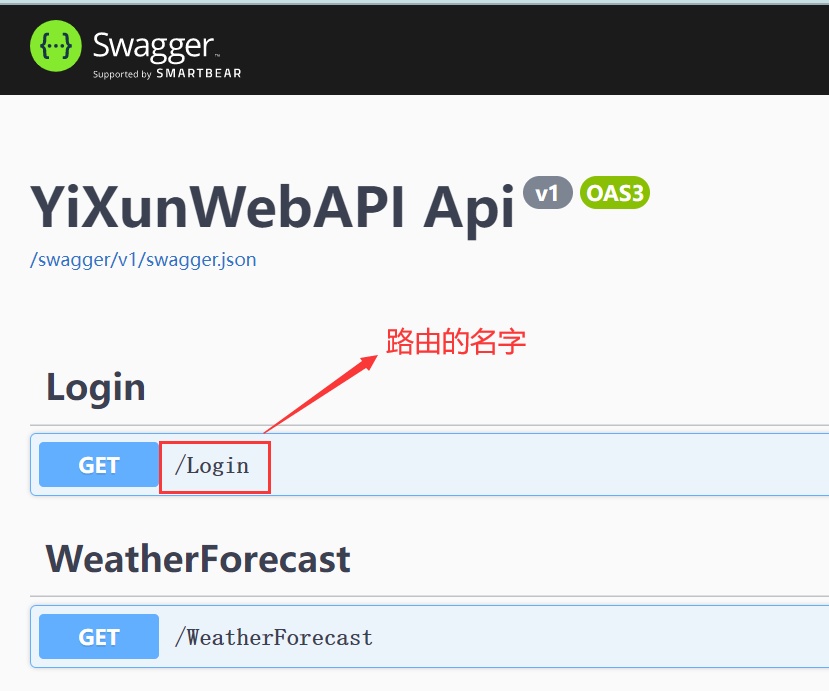 {···} Swagger™
Supported by SMARTBEAR
YiXunWebAPI Api v1 OAS3
/swagger/v1/swagger.json
路由的名字
Login
GET /Login
WeatherForecast
GET /WeatherForecast